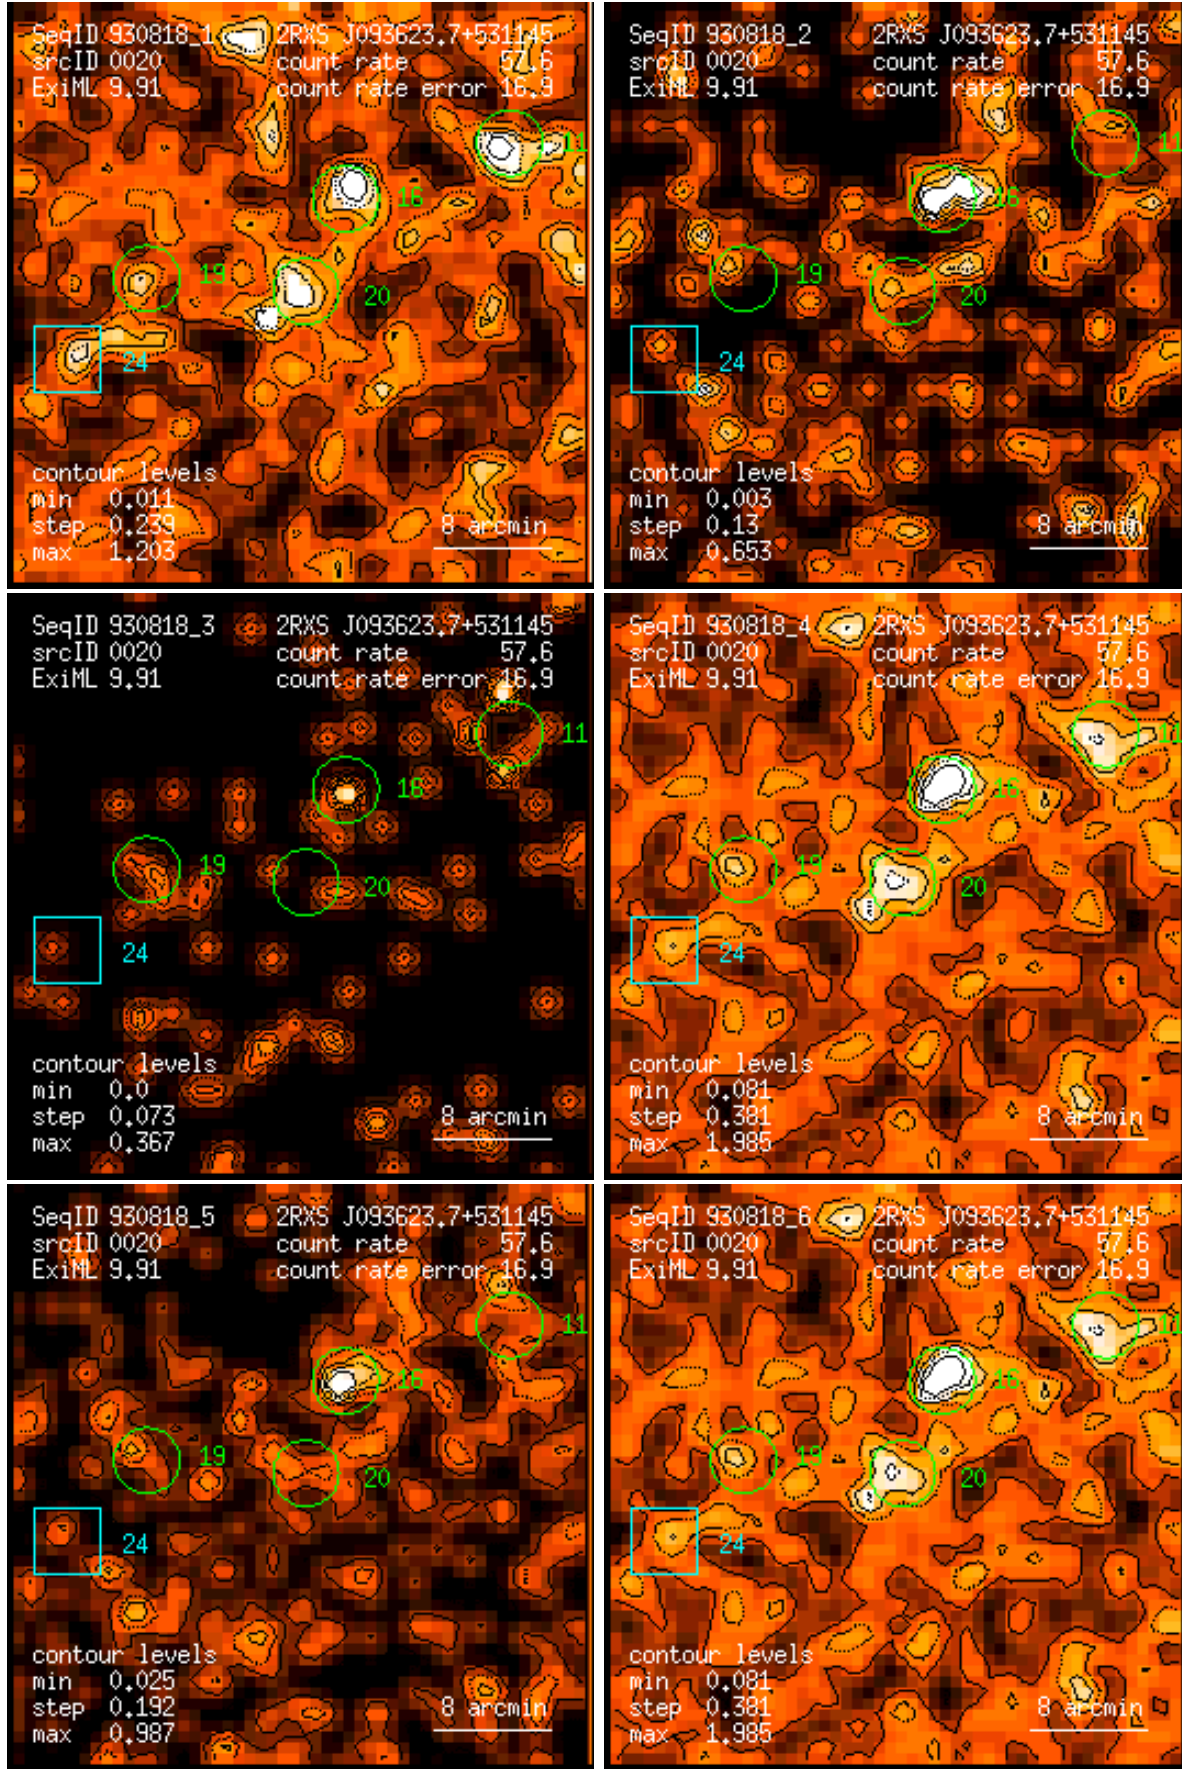 SeqID 930818_1 2RXS J093623.7+531145
srcID 0020 count rate 57.6
ExiML 9.91 count rate error 16.9
11
16
19
20
24
contour levels
min 0.011
step 0.239
max 1.203
8 arcmin
SeqID 930818_2 2RXS J093623.7+531145
srcID 0020 count rate 57.6
ExiML 9.91 count rate error 16.9
11
16
19
20
24
contour levels
min 0.003
step 0.13
max 0.653
8 arcmin
SeqID 930818_3 2RXS J093623.7+531145
srcID 0020 count rate 57.6
ExiML 9.91 count rate error 16.9
11
16
19
20
24
contour levels
min 0.0
step 0.073
max 0.367
8 arcmin
SeqID 930818_4 2RXS J093623.7+531145
srcID 0020 count rate 57.6
ExiML 9.91 count rate error 16.9
11
16
19
20
24
contour levels
min 0.081
step 0.381
max 1.985
8 arcmin
SeqID 930818_5 2RXS J093623.7+531145
srcID 0020 count rate 57.6
ExiML 9.91 count rate error 16.9
11
16
19
20
24
contour levels
min 0.025
step 0.192
max 0.987
8 arcmin
SeqID 930818_6 2RXS J093623.7+531145
srcID 0020 count rate 57.6
ExiML 9.91 count rate error 16.9
11
16
19
20
24
contour levels
min 0.081
step 0.381
max 1.985
8 arcmin